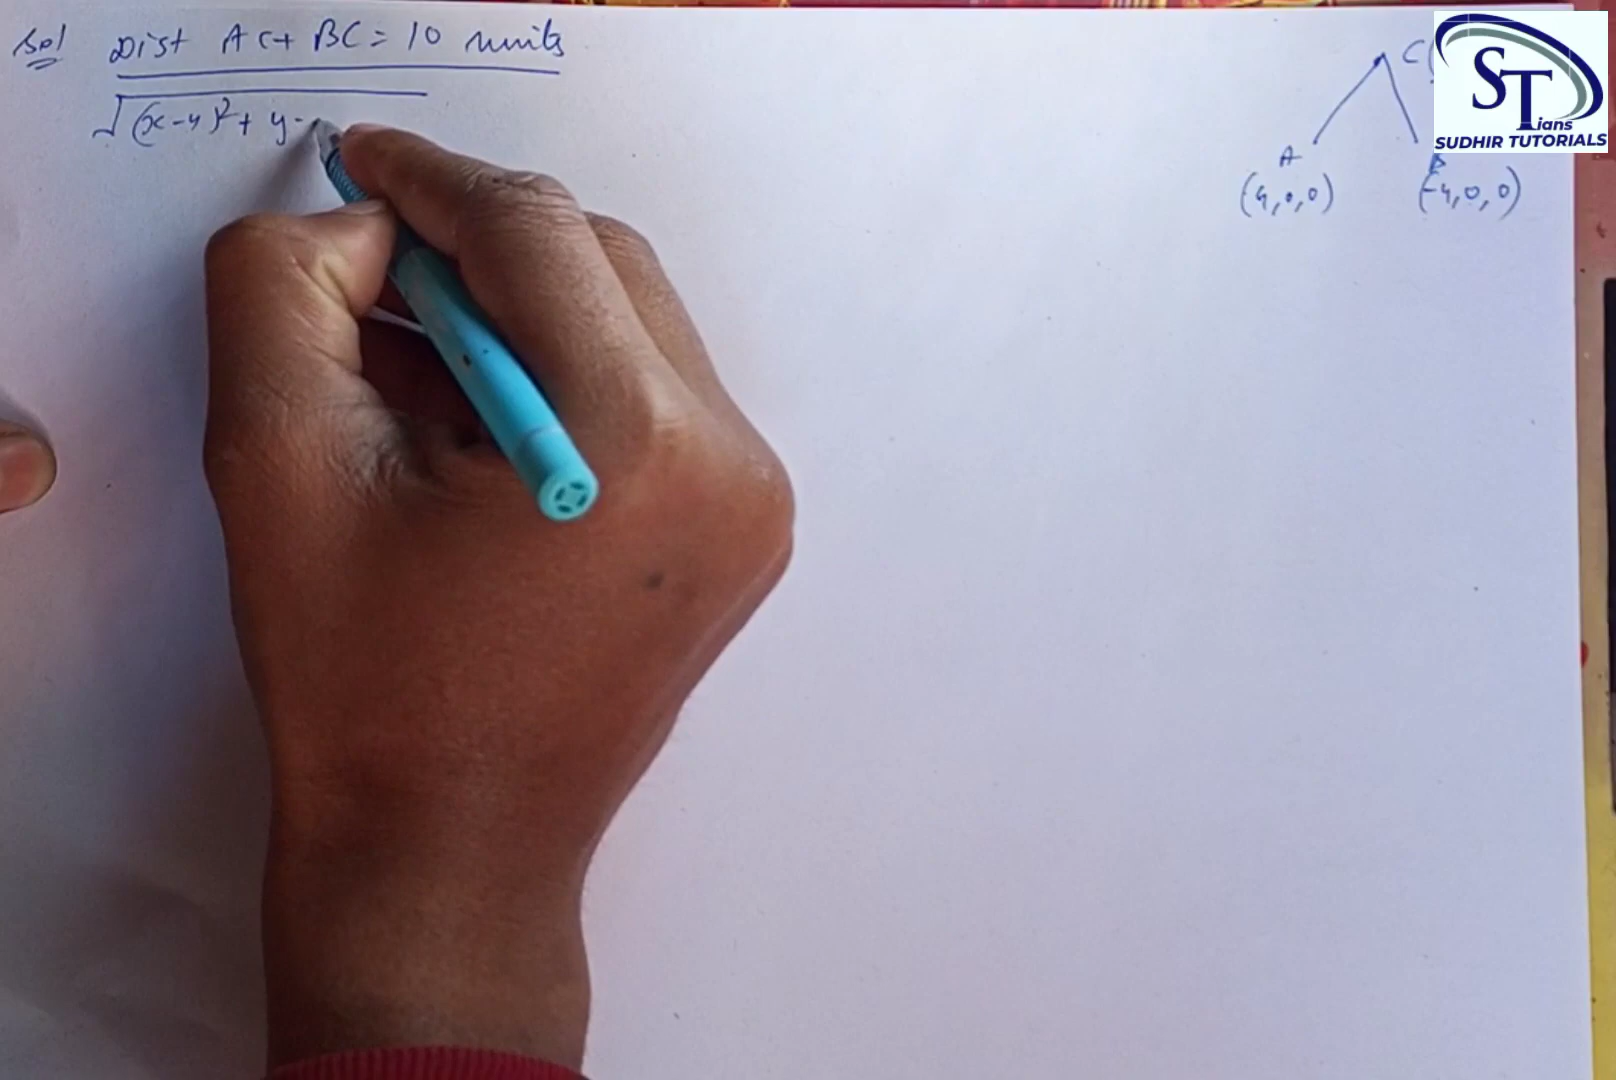 Sol Dist AC+ BC = 10 units
√(x-4)²+ y-
C(
A
B
(4,0,0)
(-4,0,0)
ST
ians
SUDHIR TUTORIALS